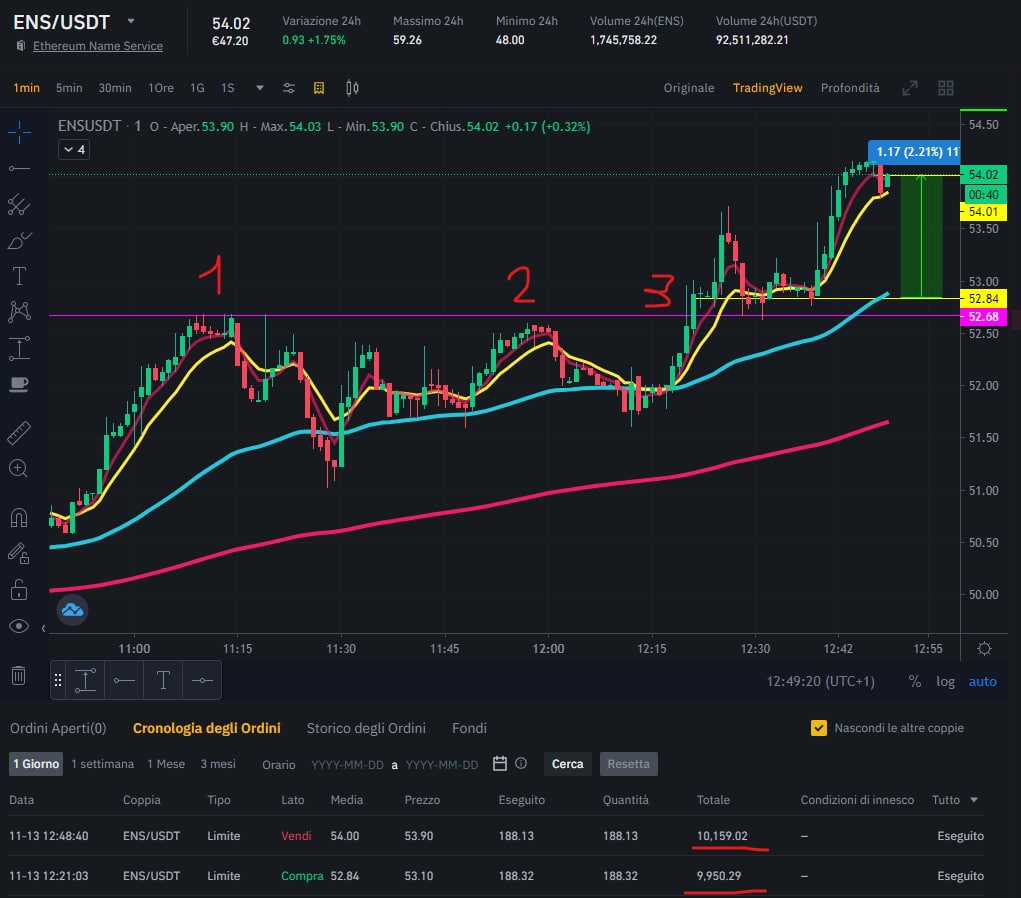 ENS/USDT
Ethereum Name Service
54.02
€47.20
Variazione 24h
0.93 +1.75%
Massimo 24h
59.26
Minimo 24h
48.00
Volume 24h(ENS)
1,745,758.22
Volume 24h(USDT)
92,511,282.21
1min 5min 30min 1Ore 1G 1S
Originale TradingView Profondità
ENSUSDT · 1 O - Aper.53.90 H - Max.54.03 L - Min.53.90 C - Chius.54.02 +0.17 (+0.32%)
4
1.17 (2.21%) 11
54.50
54.02
00:40
54.01
53.50
53.00
52.84
52.68
52.50
52.00
51.50
51.00
50.50
50.00
1 2 3
11:00 11:15 11:30 11:45 12:00 12:15 12:30 12:42 12:55
T
T
12:49:20 (UTC+1) % log auto
Ordini Aperti(0) Cronologia degli Ordini Storico degli Ordini Fondi
Nascondi le altre coppie
1 Giorno 1 settimana 1 Mese 3 mesi Orario YYYY-MM-DD a YYYY-MM-DD Cerca Resetta
Data Coppia Tipo Lato Media Prezzo Eseguito Quantità Totale Condizioni di innesco Tutto
11-13 12:48:40 ENS/USDT Limite Vendi 54.00 53.90 188.13 188.13 10,159.02 – Eseguito
11-13 12:21:03 ENS/USDT Limite Compra 52.84 53.10 188.32 188.32 9,950.29 – Eseguito